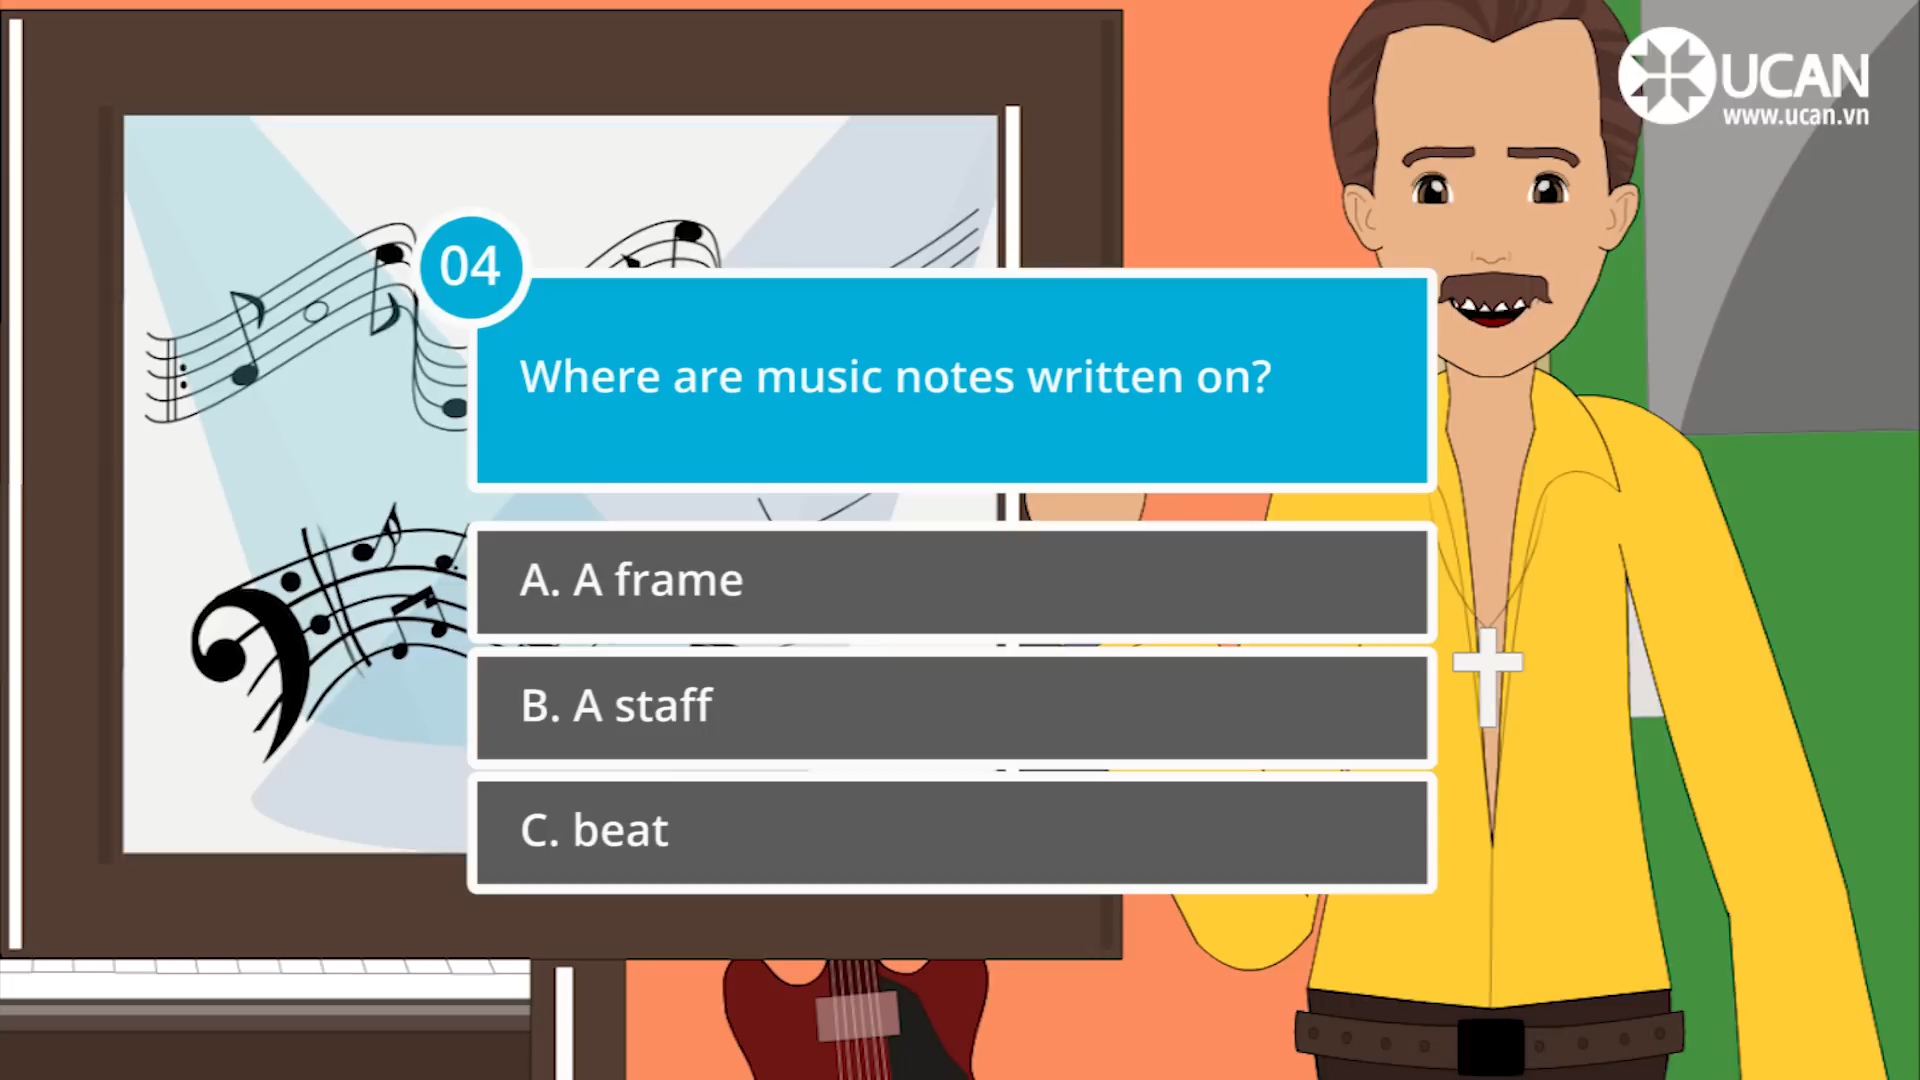 UCAN
www.ucan.vn
04
Where are music notes written on?
A. A frame
B. A staff
C. beat